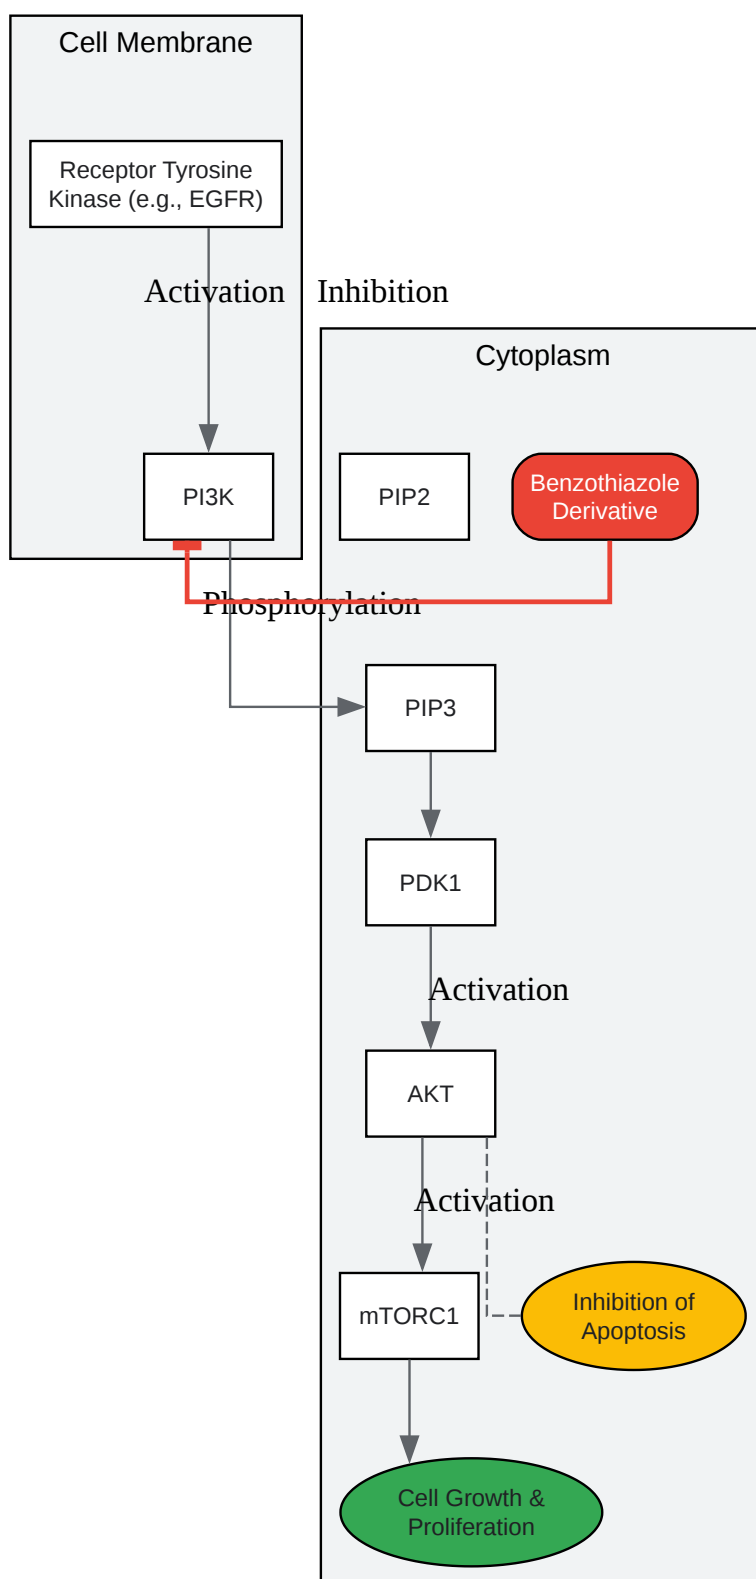 Cell Membrane
Receptor Tyrosine
Kinase (e.g., EGFR)
Activation
Inhibition
Cytoplasm
PI3K
PIP2
Benzothiazole
Derivative
Phosphorylation
PIP3
PDK1
Activation
AKT
Activation
mTORC1
Inhibition of
Apoptosis
Cell Growth &
Proliferation